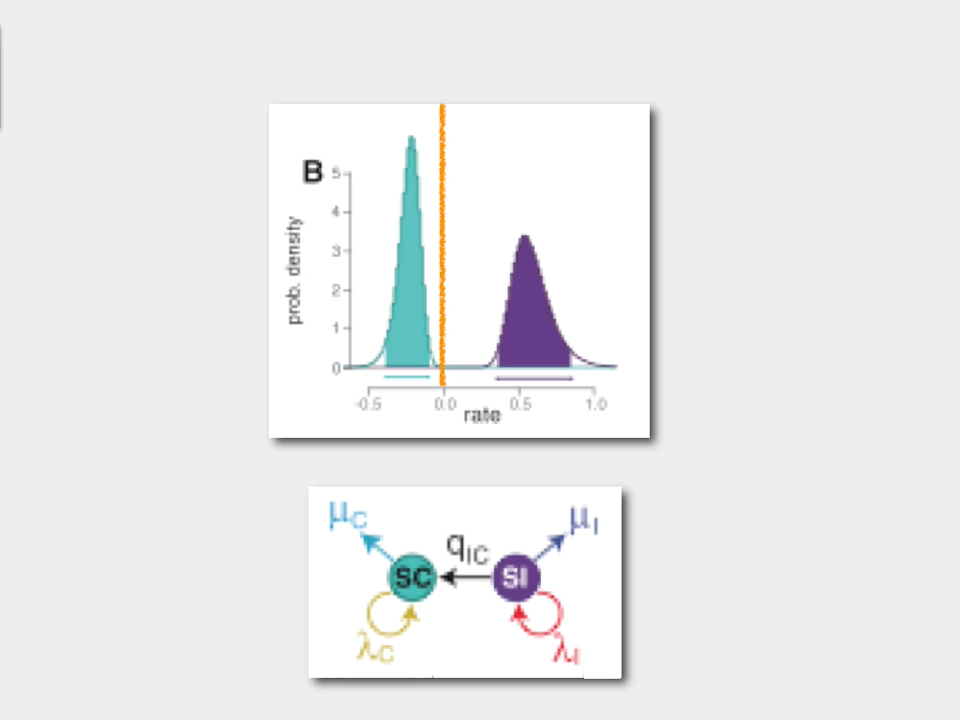 B
prob. density
5
4
3
2
1
0
-0.5 0.0 0.5 1.0
rate
μC μI
qIC
SC SI
λC λI